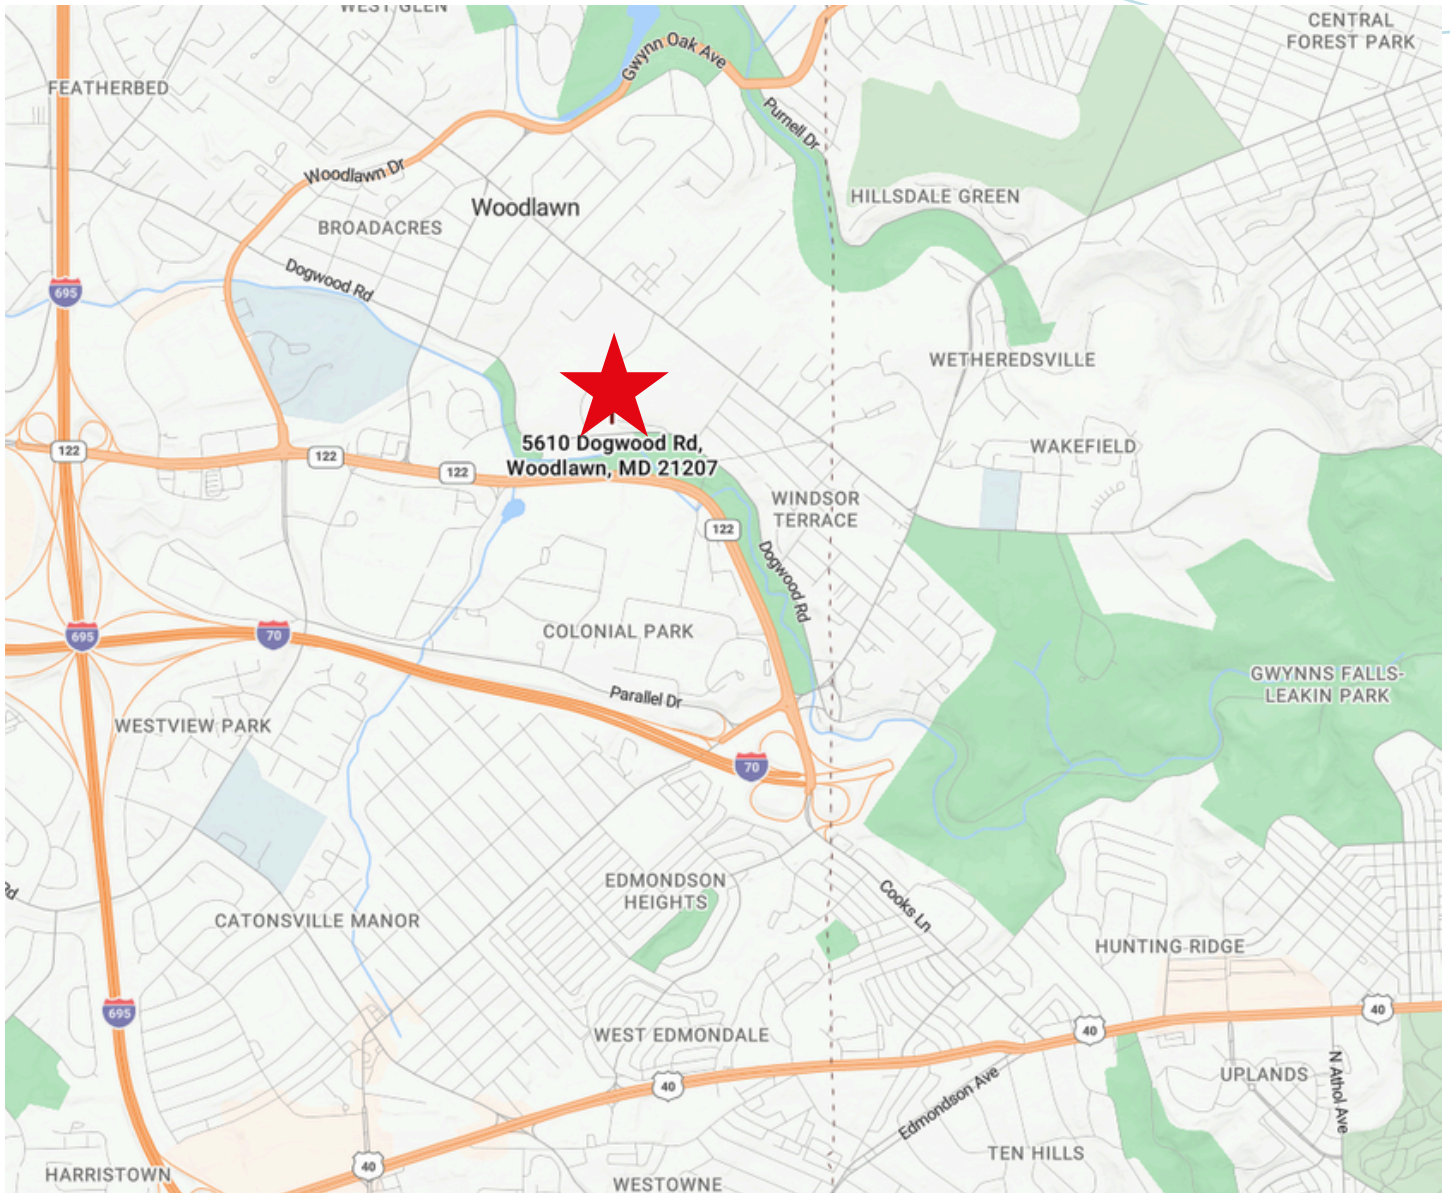 WEST GLEN
CENTRAL
FOREST PARK
Gwynn Oak Ave
FEATHERBED
Purnell Dr
Woodlawn Dr
HILLSDALE GREEN
Woodlawn
BROADACRES
Dogwood Rd
695
WETHEREDSVILLE
5610 Dogwood Rd,
Woodlawn, MD 21207
122
122
122
WAKEFIELD
WINDSOR
TERRACE
122
Dogwood Rd
695
70
COLONIAL PARK
GWYNNS FALLS-
LEAKIN PARK
Parallel Dr
WESTVIEW PARK
70
EDMONDSON
HEIGHTS
Rd
Cooks Ln
CATONSVILLE MANOR
HUNTING RIDGE
695
40
40
WEST EDMONDALE
40
UPLANDS
N Athol Ave
Edmondson Ave
TEN HILLS
40
HARRISTOWN
WESTOWNE